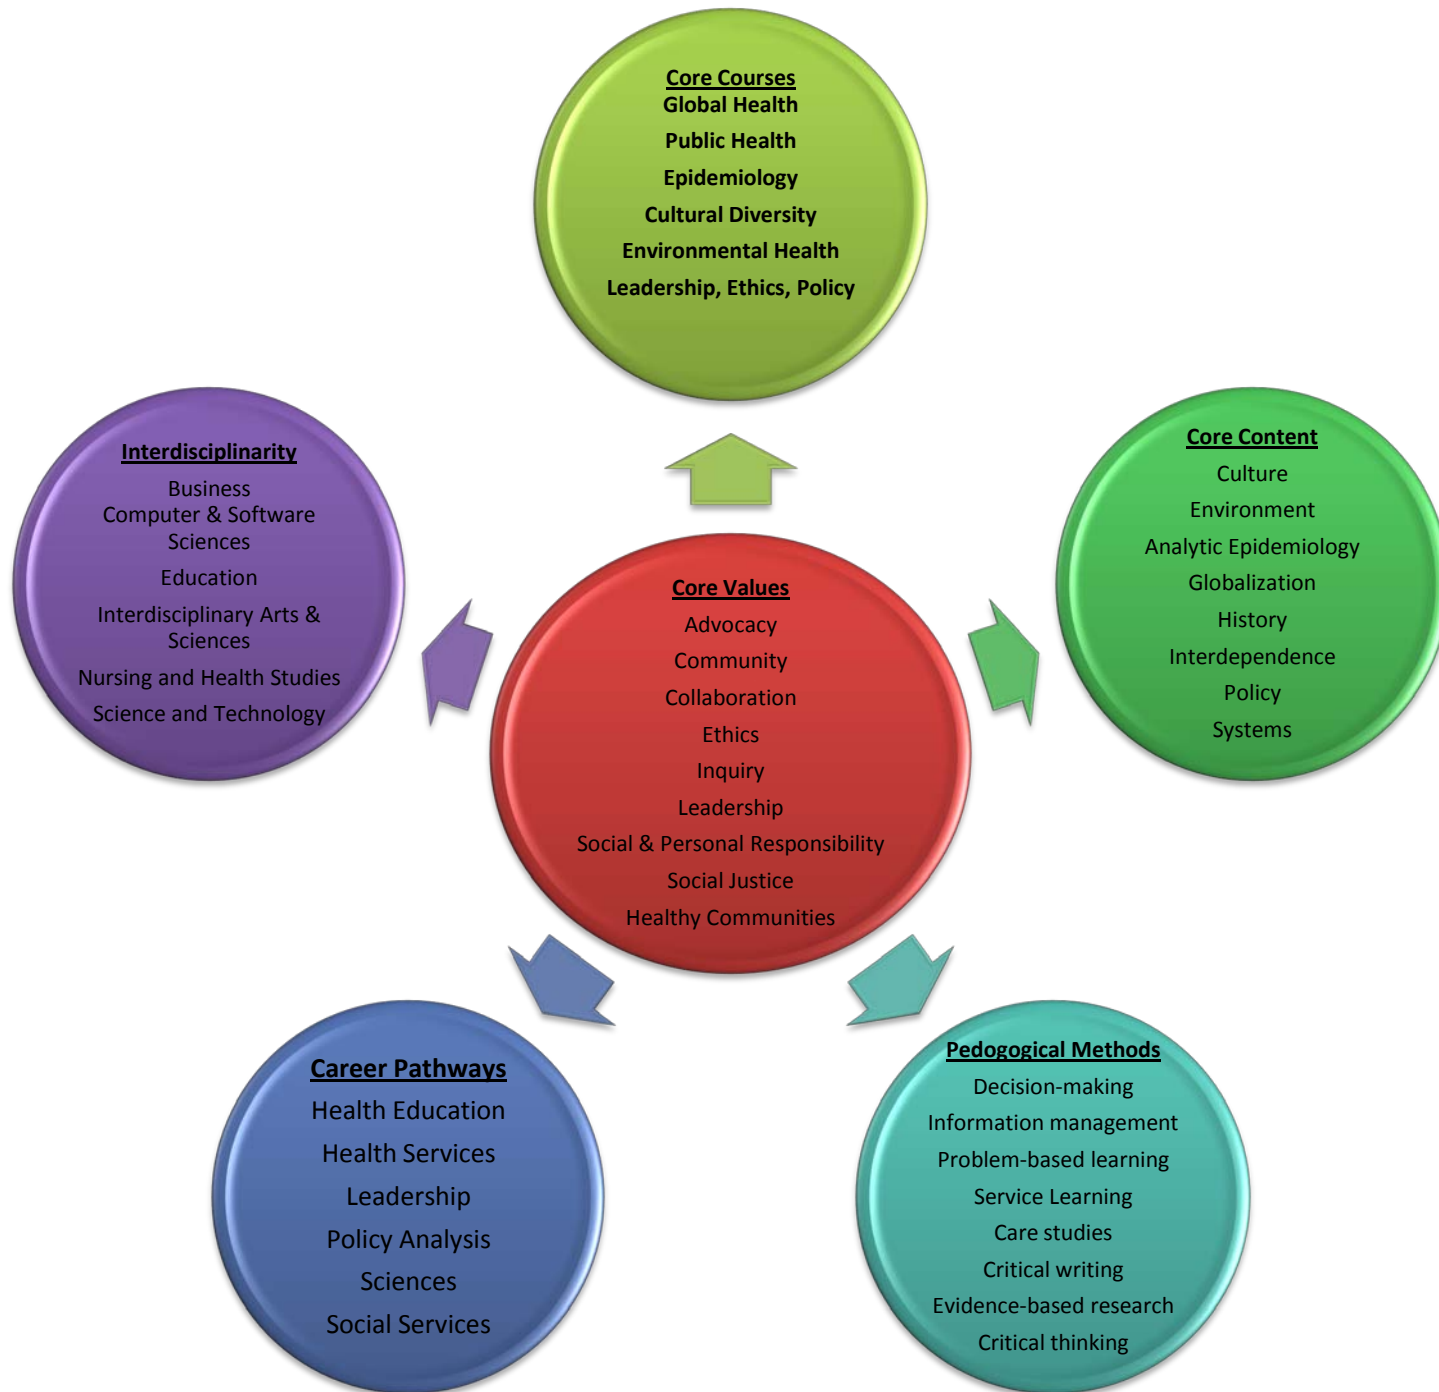 Core Courses
Global Health
Public Health
Epidemiology
Cultural Diversity
Environmental Health
Leadership, Ethics, Policy
Interdisciplinarity
Business
Computer & Software
Sciences
Education
Interdisciplinary Arts &
Sciences
Nursing and Health Studies
Science and Technology
Core Content
Culture
Environment
Analytic Epidemiology
Globalization
History
Interdependence
Policy
Systems
Core Values
Advocacy
Community
Collaboration
Ethics
Inquiry
Leadership
Social & Personal Responsibility
Social Justice
Healthy Communities
Career Pathways
Health Education
Health Services
Leadership
Policy Analysis
Sciences
Social Services
Pedogogical Methods
Decision-making
Information management
Problem-based learning
Service Learning
Care studies
Critical writing
Evidence-based research
Critical thinking